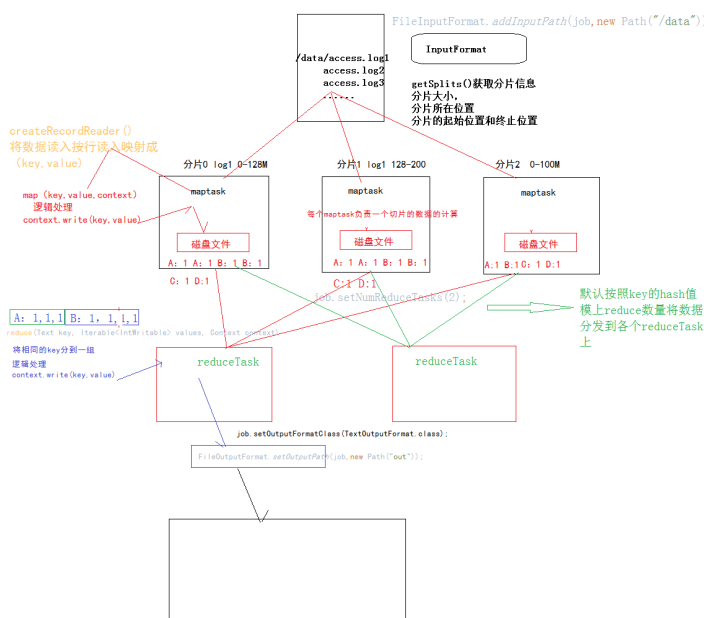 FileInputFormat.addInputPath(job,new Path("/data"))
InputFormat
/data/access.log1
access.log2
access.log3
......
getSplits()获取分片信息
分片大小，
分片所在位置
分片的起始位置和终止位置
createRecordReader()
将数据读入按行读入映射成
(key,value)
分片0 log1 0-128M
分片1 log1 128-200
分片2 0-100M
maptask
maptask
maptask
map (key,value,context)
逻辑处理
context.write(key,value)
每个maptask负责一个切片的数据的计算
磁盘文件
磁盘文件
磁盘文件
A: 1 A: 1 B: 1 B: 1
C: 1 D:1
A: 1 A: 1 B: 1 B: 1
C:1 D:1
A:1 B:1 C: 1 D:1
job.setNumReduceTasks(2);
默认按照key的hash值
模上reduce数量将数据
分发到各个reduceTask
上
A: 1,1,1 B: 1, 1,1,1
reduce(Text key, Iterable<IntWritable> values, Context context)
将相同的key分到一组
逻辑处理
context.write(key,value)
reduceTask
reduceTask
job.setOutputFormatClass(TextOutputFormat.class);
FileOutputFormat.setOutputPath(job,new Path("out"));